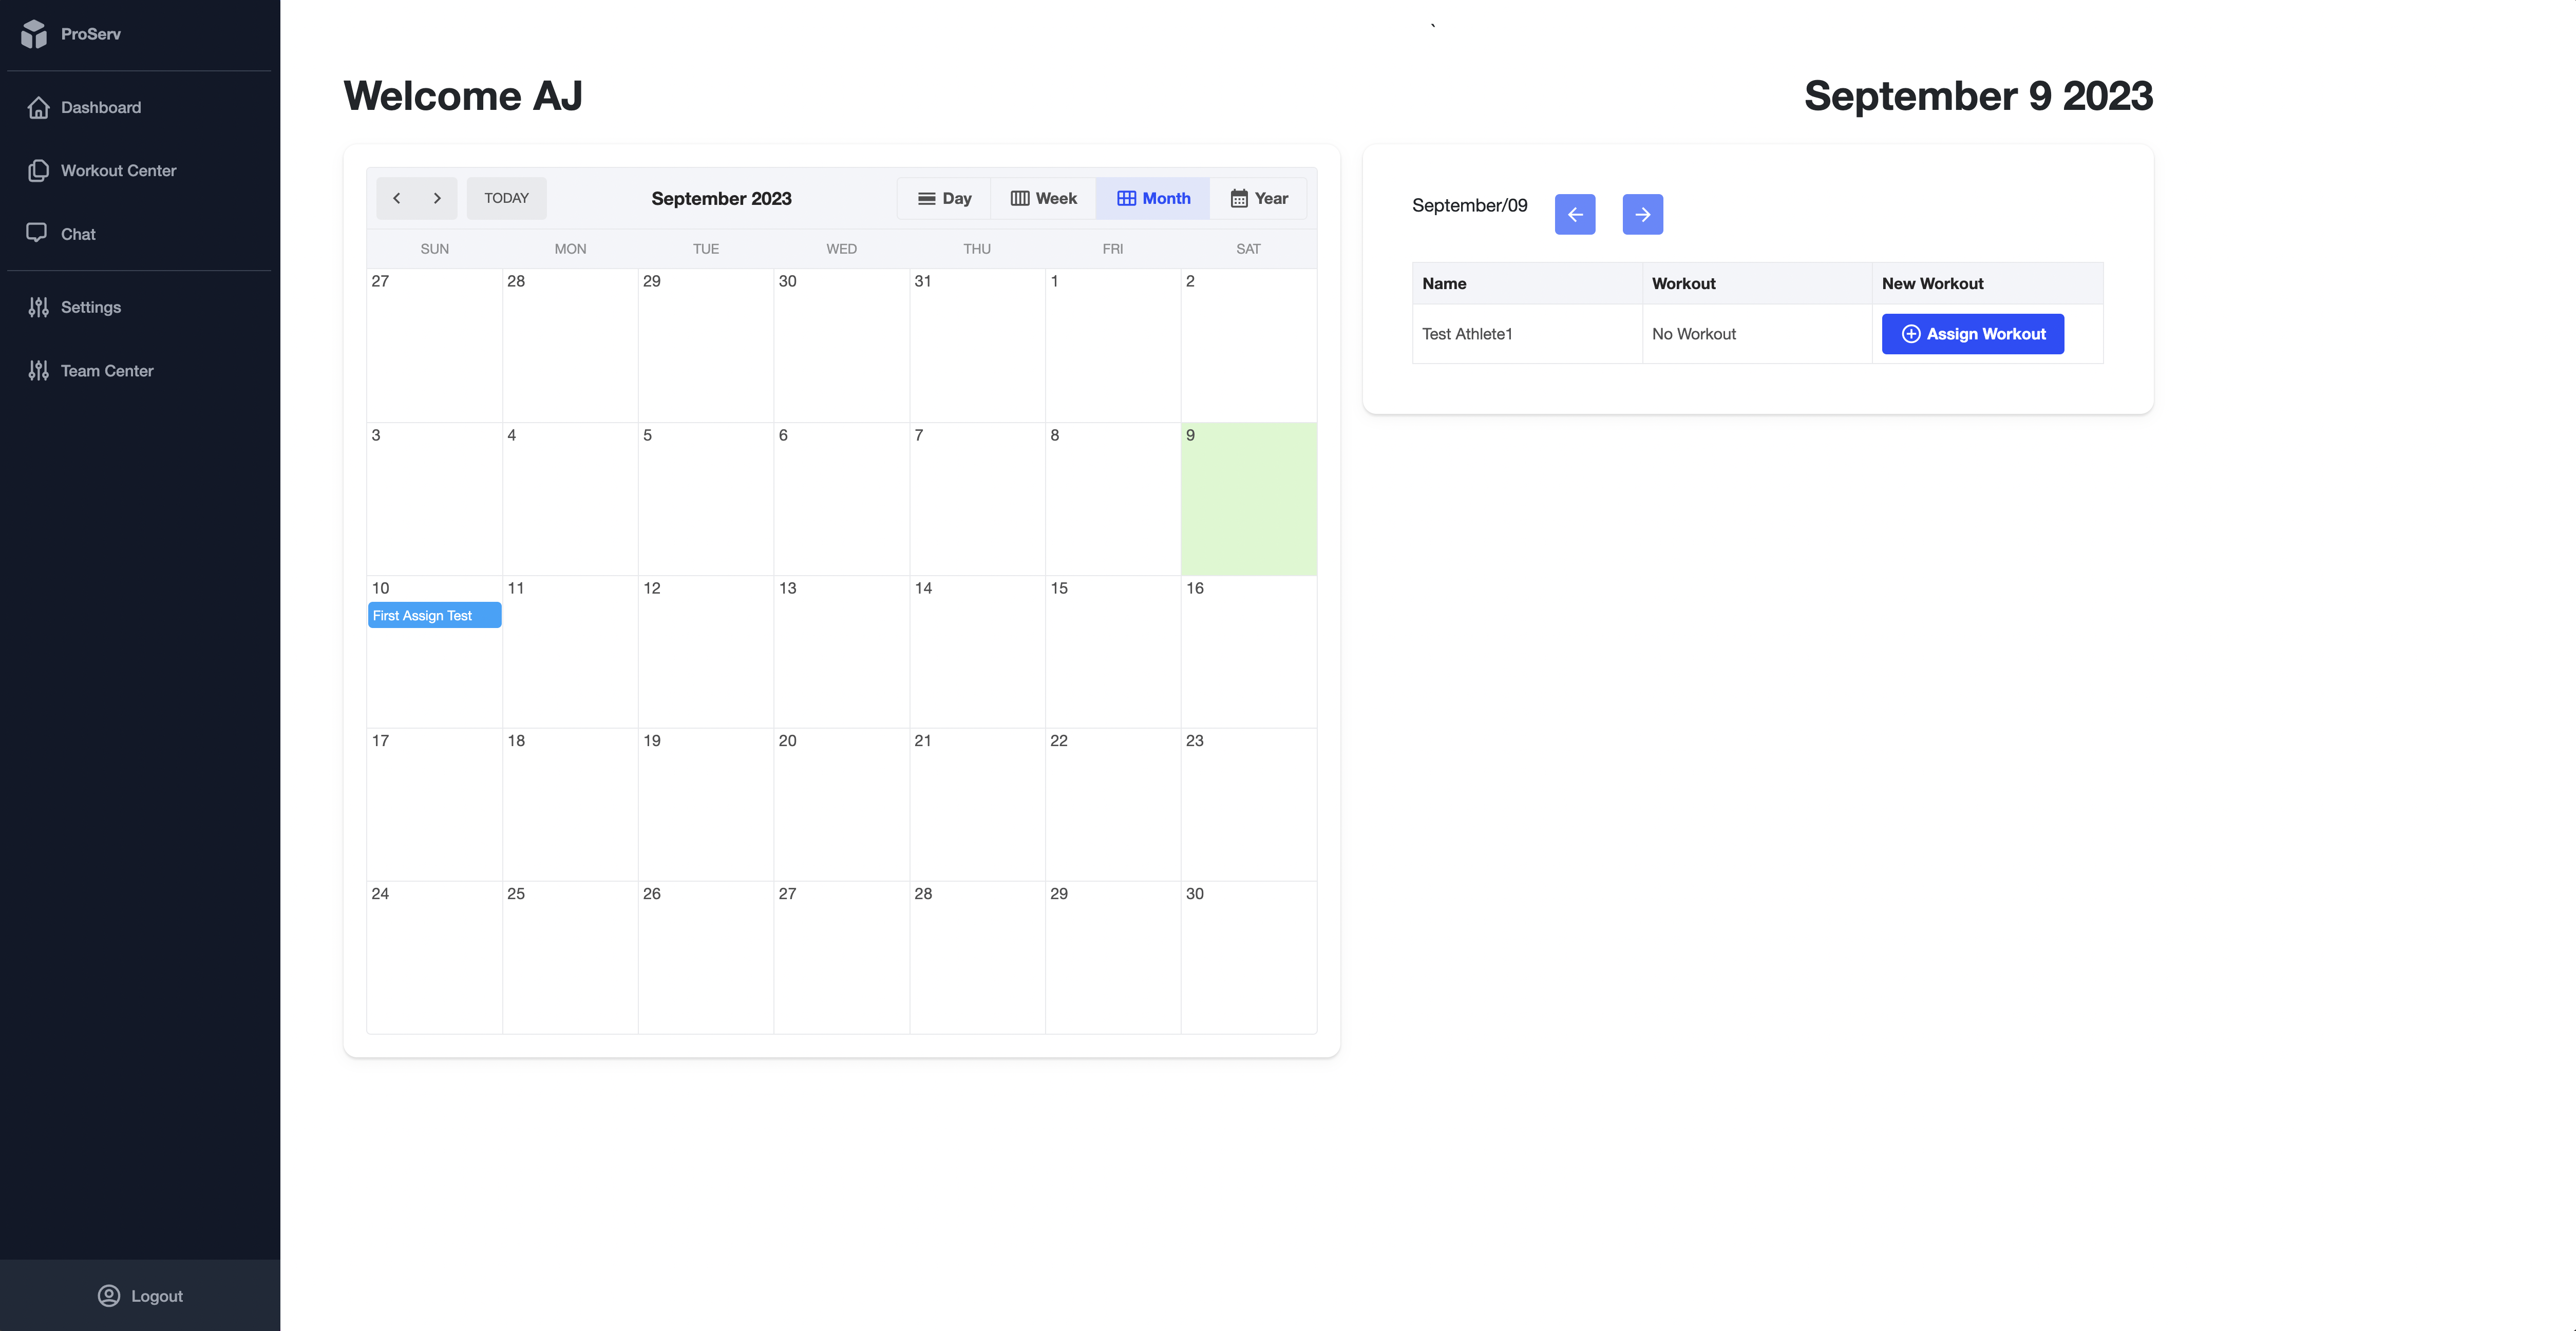 ProServ
Dashboard
Workout Center
Chat
Settings
Team Center
Logout
`
Welcome AJ
September 9 2023
TODAY
September 2023
Day Week Month Year
SUN MON TUE WED THU FRI SAT
27 28 29 30 31 1 2
3 4 5 6 7 8 9
10 11 12 13 14 15 16
First Assign Test
17 18 19 20 21 22 23
24 25 26 27 28 29 30
September/09
Name Workout New Workout
Test Athlete1 No Workout Assign Workout